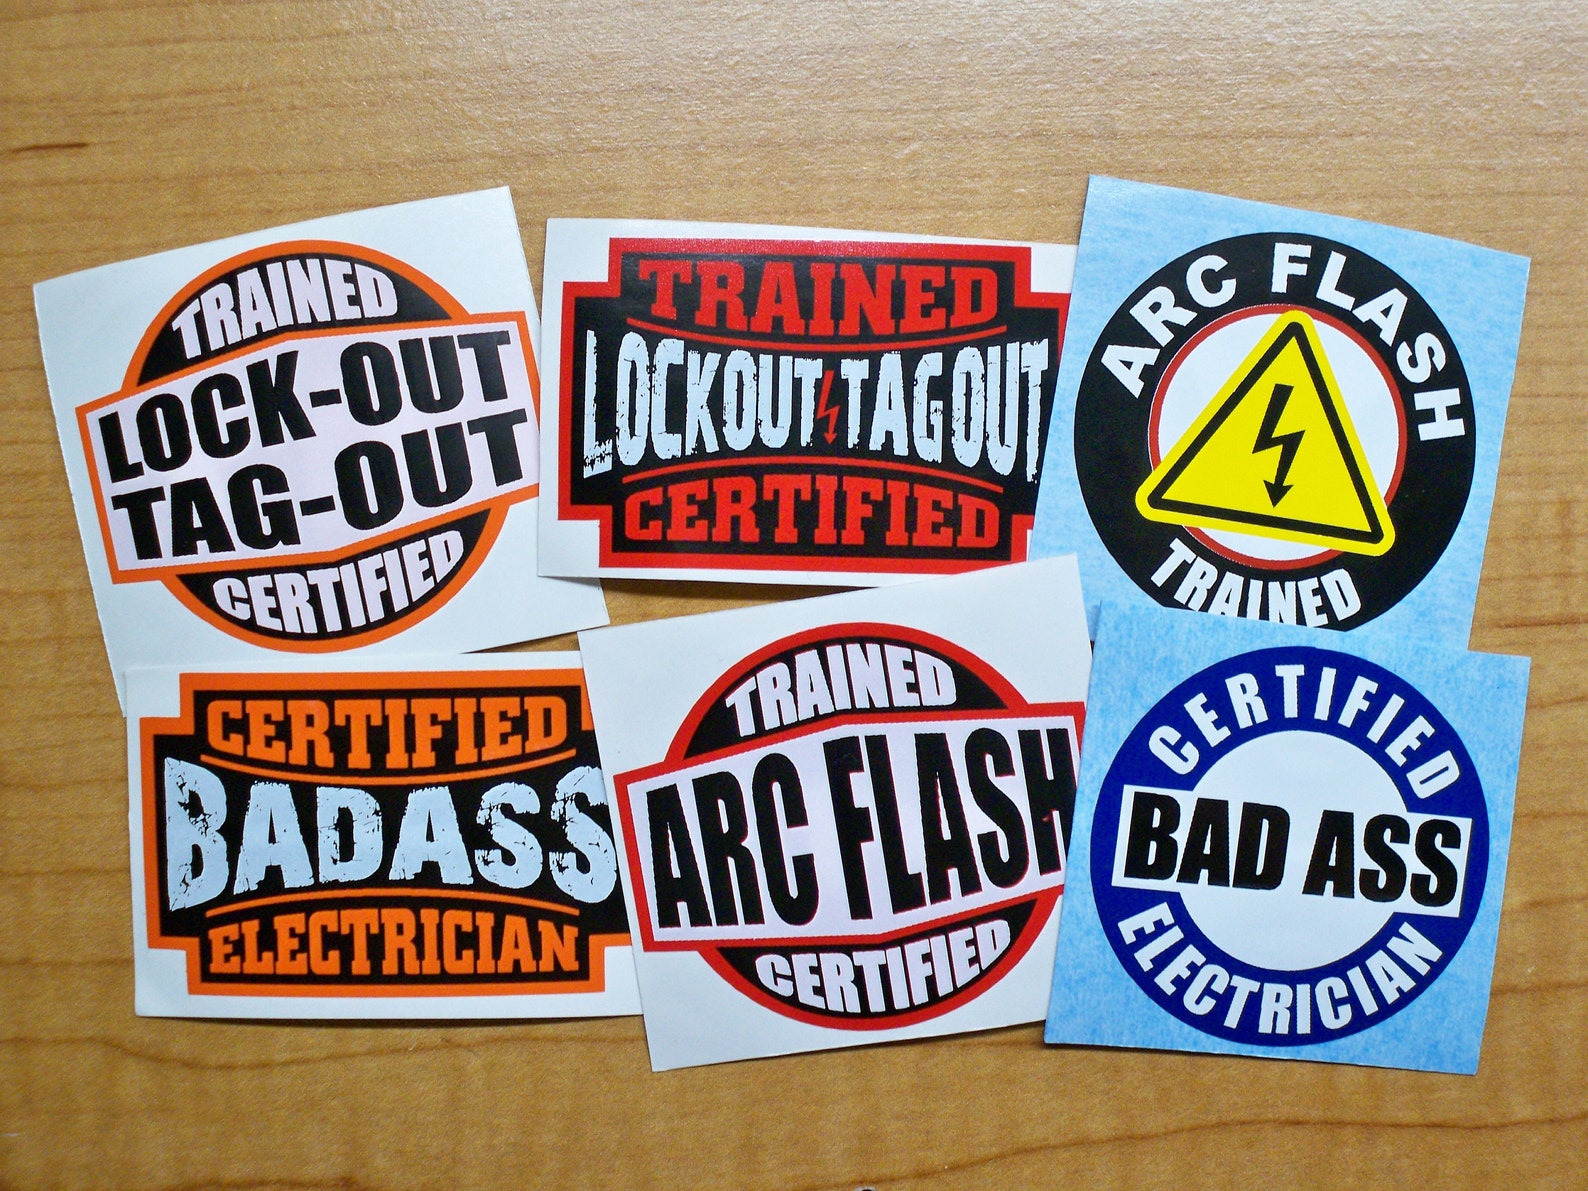 TRAINED
LOCK-OUT
TAG-OUT
CERTIFIED
TRAINED
LOCKOUT TAGOUT
CERTIFIED
ARC FLASH
TRAINED
CERTIFIED
BADASS
ELECTRICIAN
TRAINED
ARC FLASH
CERTIFIED
CERTIFIED
BAD ASS
ELECTRICIAN